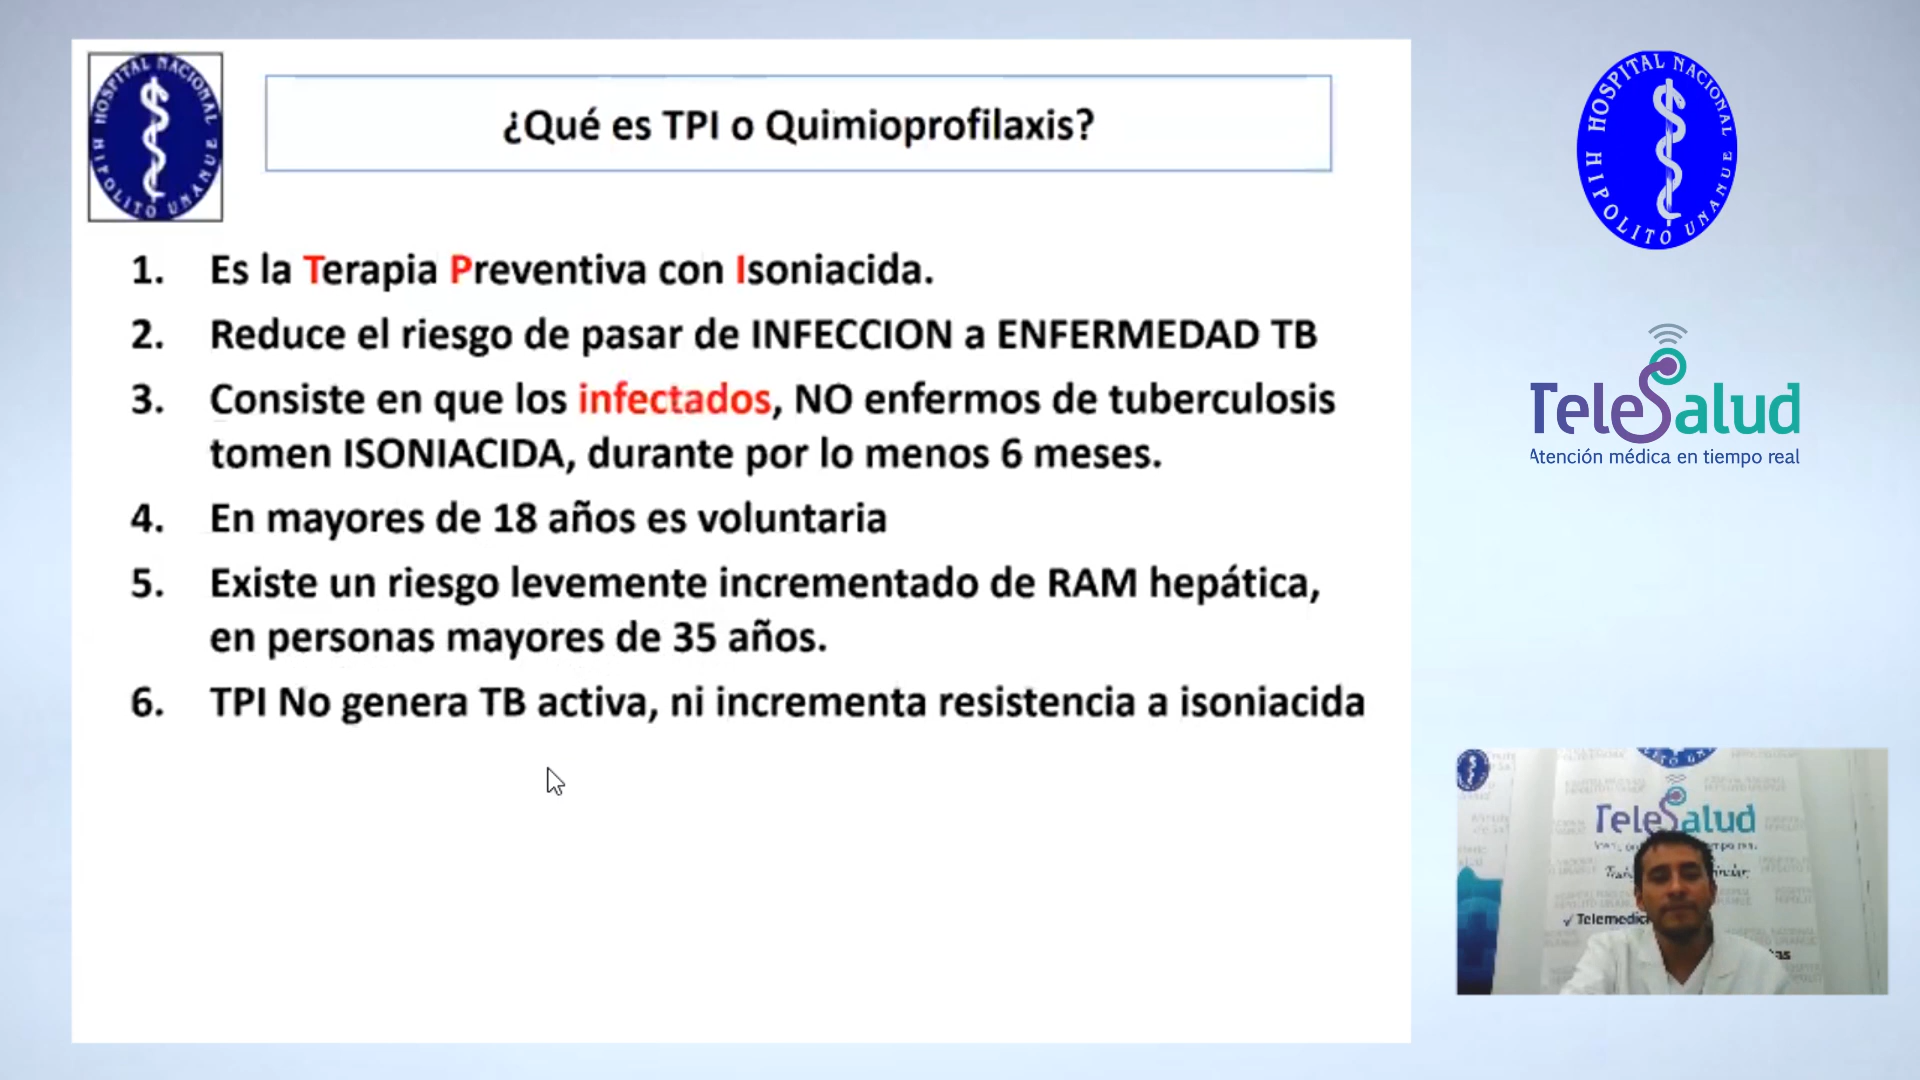 HOSPITAL NACIONAL
HIPOLITO UNANUE
¿Qué es TPI o Quimioprofilaxis?
1. Es la Terapia Preventiva con Isoniacida.
2. Reduce el riesgo de pasar de INFECCION a ENFERMEDAD TB
3. Consiste en que los infectados, NO enfermos de tuberculosis
tomen ISONIACIDA, durante por lo menos 6 meses.
4. En mayores de 18 años es voluntaria
5. Existe un riesgo levemente incrementado de RAM hepática,
en personas mayores de 35 años.
6. TPI No genera TB activa, ni incrementa resistencia a isoniacida
HOSPITAL NACIONAL
HIPOLITO UNANUE
TeleSalud
Atención médica en tiempo real
TeleSalud